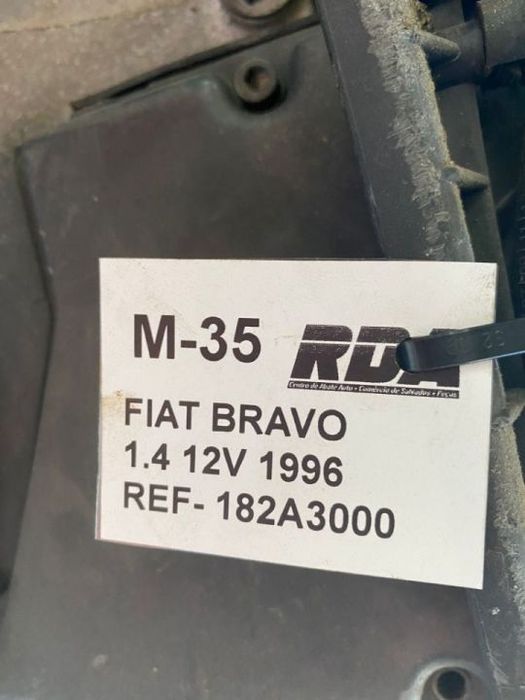 M-35 RDA
Centro de Abate Auto • Comércio de Salvados • Peças
FIAT BRAVO
1.4 12V 1996
REF- 182A3000